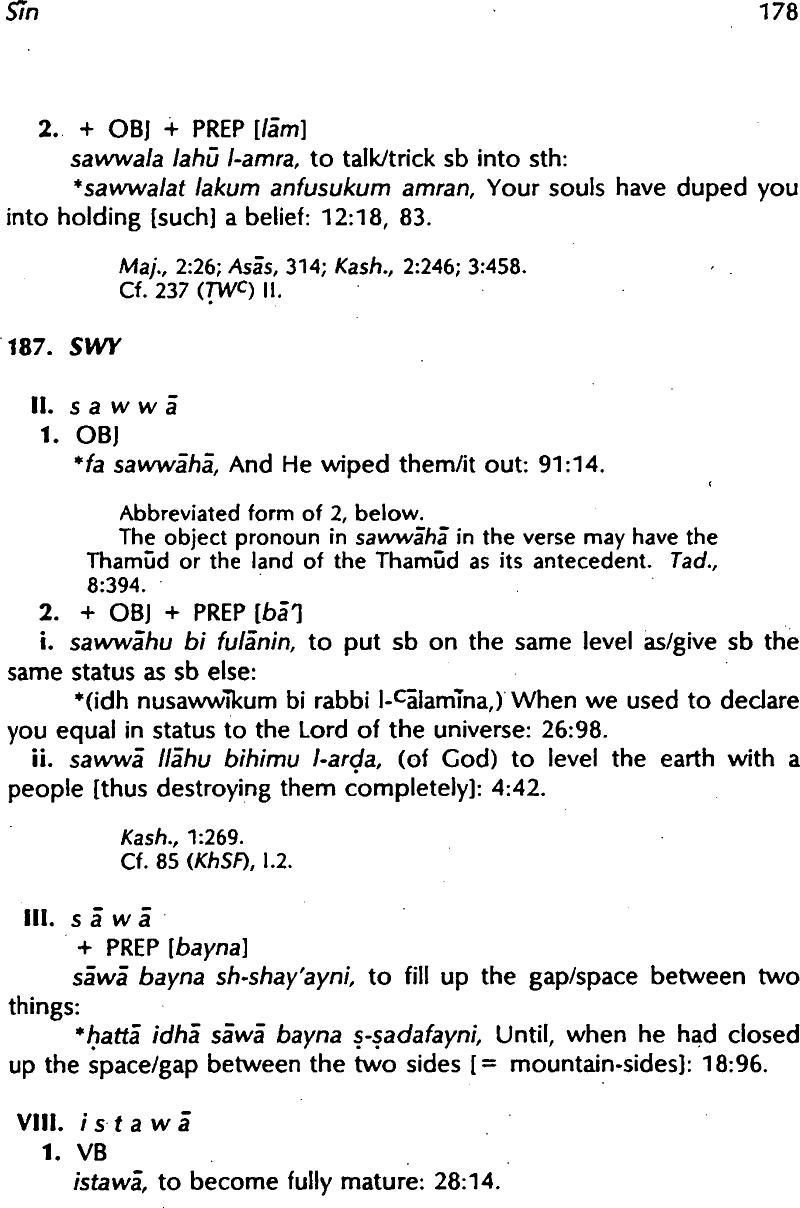 Sīn 178
2. + OBJ + PREP [lām]
sawwala lahū l-amra, to talk/trick sb into sth:
*sawwalat lakum anfusukum amran, Your souls have duped you
into holding [such] a belief: 12:18, 83.
Maj., 2:26; Asās, 314; Kash., 2:246; 3:458.
Cf. 237 (ṬWᶜ) II.
187. SWY
II. s a w w ā
1. OBJ
*fa sawwāhā, And He wiped them/it out: 91:14.
Abbreviated form of 2, below.
The object pronoun in sawwāhā in the verse may have the
Thamūd or the land of the Thamūd as its antecedent. Tad.,
8:394.
2. + OBJ + PREP [bā']
i. sawwāhu bi fulānin, to put sb on the same level as/give sb the
same status as sb else:
*(idh nusawwīkum bi rabbi l-ᶜālamīna,) When we used to declare
you equal in status to the Lord of the universe: 26:98.
ii. sawwā llāhu bihimu l-arḍa, (of God) to level the earth with a
people [thus destroying them completely]: 4:42.
Kash., 1:269.
Cf. 85 (KhSF), I.2.
III. s ā w ā
+ PREP [bayna]
sāwā bayna sh-shay'ayni, to fill up the gap/space between two
things:
*ḥattā idhā sāwā bayna ṣ-ṣadafayni, Until, when he had closed
up the space/gap between the two sides [= mountain-sides]: 18:96.
VIII. i s t a w ā
1. VB
istawā, to become fully mature: 28:14.